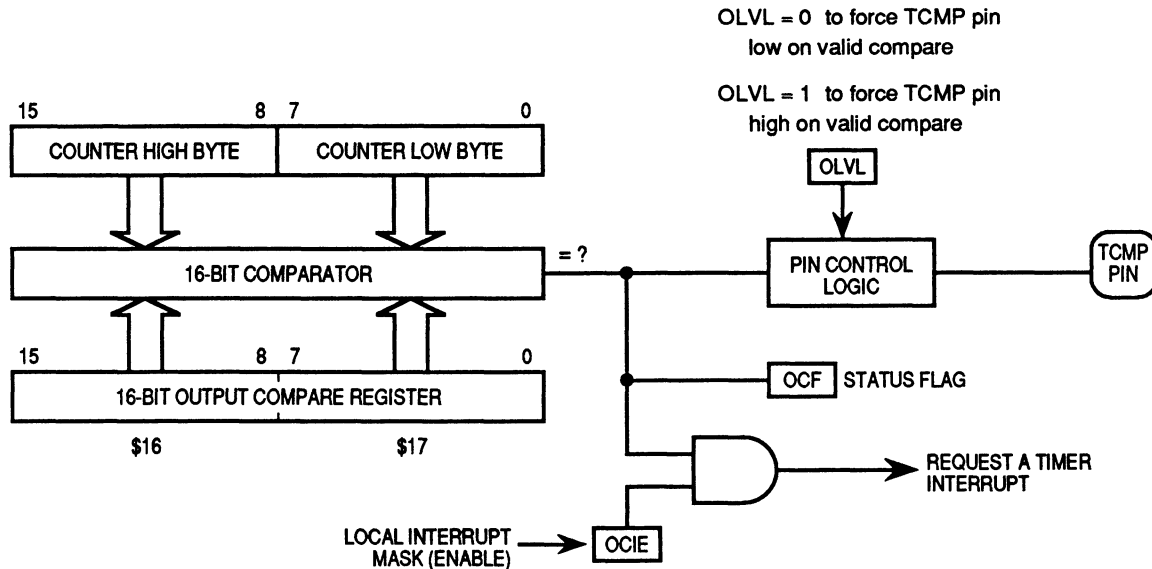 OLVL = 0 to force TCMP pin
low on valid compare
OLVL = 1 to force TCMP pin
high on valid compare
15 8 7 0
COUNTER HIGH BYTE COUNTER LOW BYTE
OLVL
16-BIT COMPARATOR
= ?
PIN CONTROL
LOGIC
TCMP
PIN
15 8 7 0
16-BIT OUTPUT COMPARE REGISTER
$16 $17
OCF STATUS FLAG
REQUEST A TIMER
INTERRUPT
LOCAL INTERRUPT
MASK (ENABLE)
OCIE